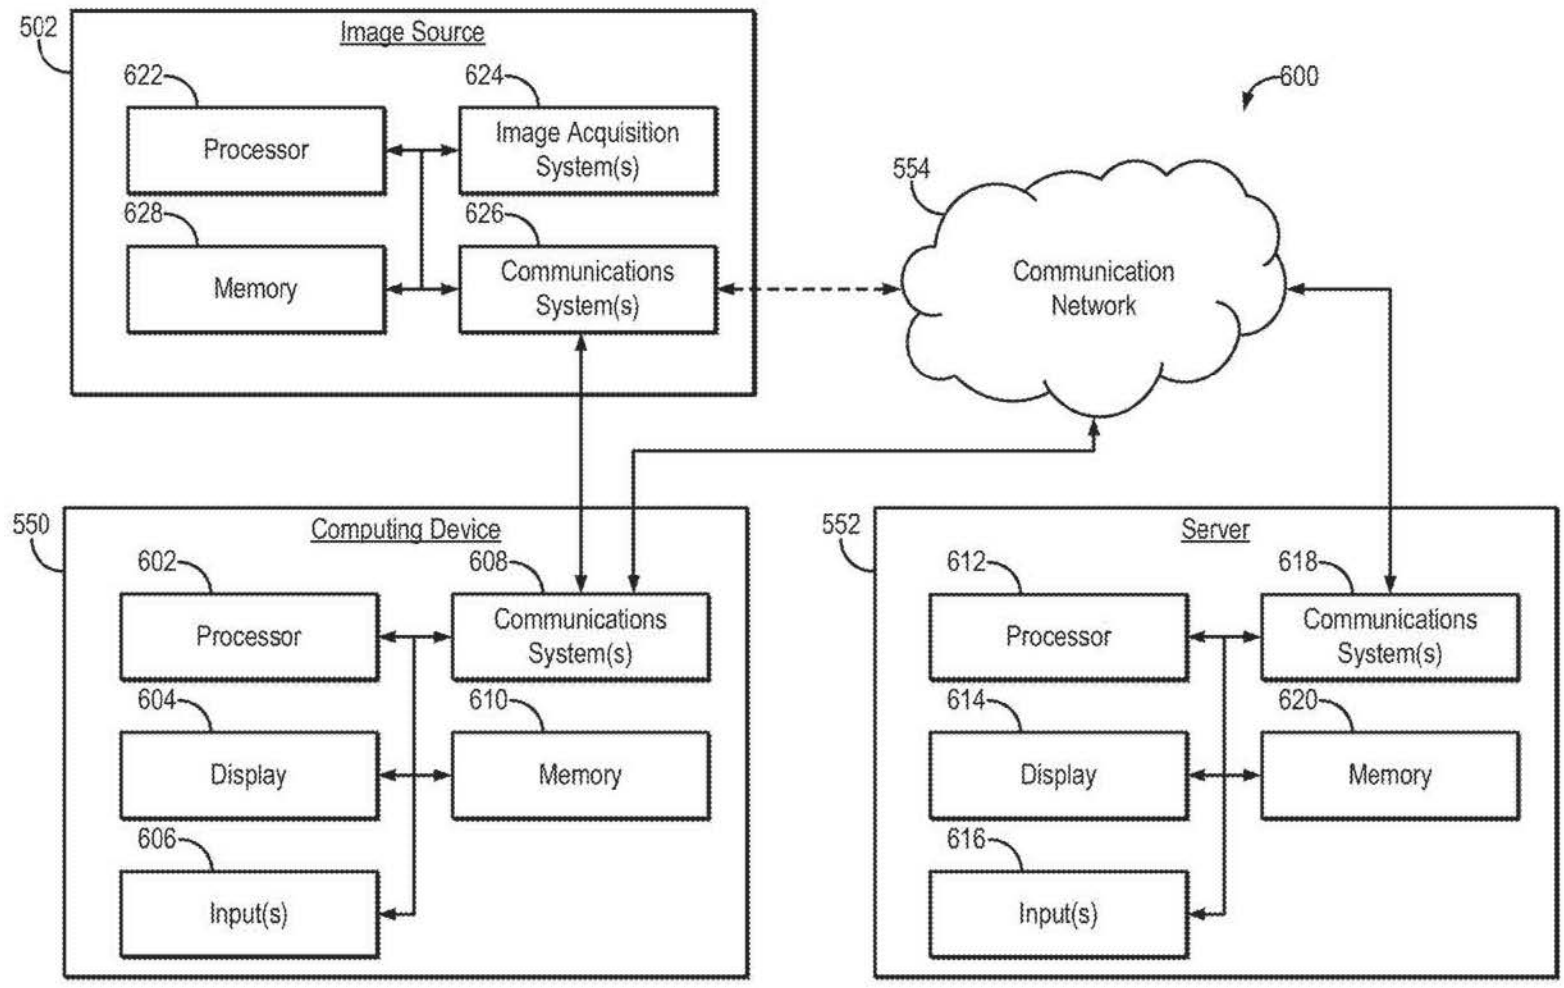 502
Image Source
622
624
600
Processor
Image Acquisition
System(s)
554
628
626
Memory
Communications
System(s)
Communication
Network
550
Computing Device
552
Server
602
608
612
618
Processor
Communications
System(s)
Processor
Communications
System(s)
604
610
614
620
Display
Memory
Display
Memory
606
616
Input(s)
Input(s)